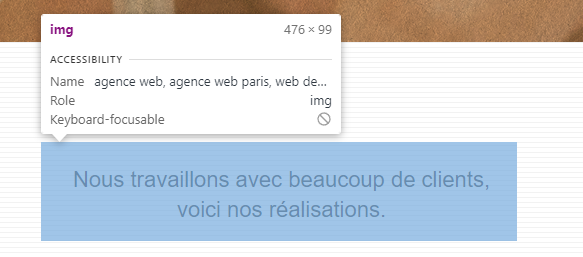 img 476 × 99
ACCESSIBILITY
Name agence web, agence web paris, web de...
Role img
Keyboard-focusable
Nous travaillons avec beaucoup de clients,
voici nos réalisations.